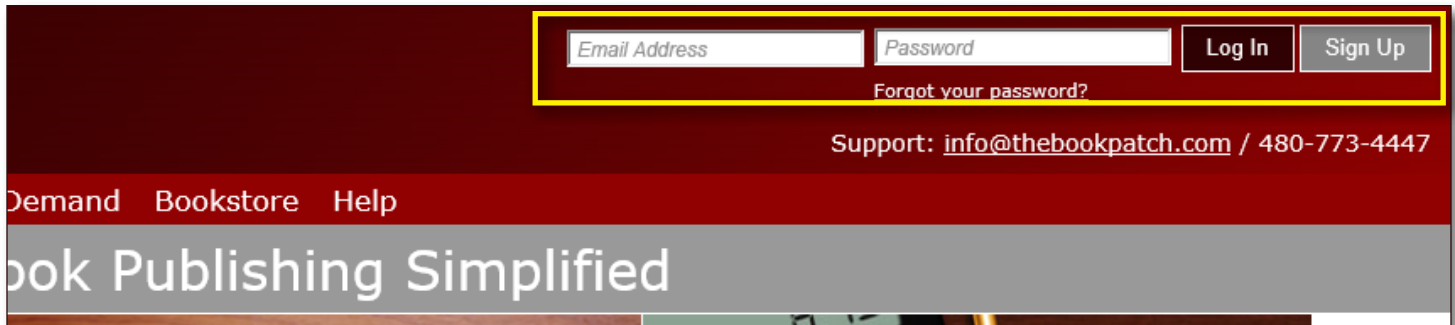 Email Address Password Log In Sign Up
Forgot your password?
Support: info@thebookpatch.com / 480-773-4447
Demand Bookstore Help
ook Publishing Simplified